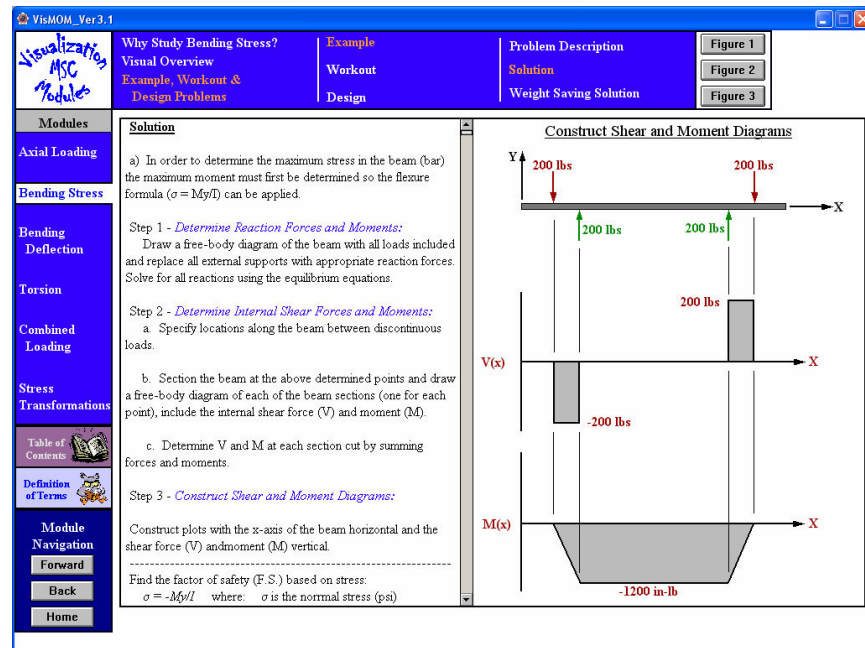 VisMOM_Ver3.1
Visualization
MSC
Modules
Why Study Bending Stress?
Visual Overview
Example, Workout &
Design Problems
Example
Workout
Design
Problem Description
Solution
Weight Saving Solution
Figure 1
Figure 2
Figure 3
Modules
Axial Loading
Bending Stress
Bending
Deflection
Torsion
Combined
Loading
Stress
Transformations
Table of
Contents
Definition
of Terms
Module
Navigation
Forward
Back
Home
Solution
a) In order to determine the maximum stress in the beam (bar)
the maximum moment must first be determined so the flexure
formula (σ = My/I) can be applied.
Step 1 - Determine Reaction Forces and Moments:
Draw a free-body diagram of the beam with all loads included
and replace all external supports with appropriate reaction forces.
Solve for all reactions using the equilibrium equations.
Step 2 - Determine Internal Shear Forces and Moments:
a. Specify locations along the beam between discontinuous
loads.
b. Section the beam at the above determined points and draw
a free-body diagram of each of the beam sections (one for each
point), include the internal shear force (V) and moment (M).
c. Determine V and M at each section cut by summing
forces and moments.
Step 3 - Construct Shear and Moment Diagrams:
Construct plots with the x-axis of the beam horizontal and the
shear force (V) andmoment (M) vertical.
Find the factor of safety (F.S.) based on stress:
σ = -My/I where: σ is the normal stress (psi)
Construct Shear and Moment Diagrams
Y
200 lbs
200 lbs
X
200 lbs
200 lbs
200 lbs
V(x)
X
-200 lbs
M(x)
X
-1200 in-lb